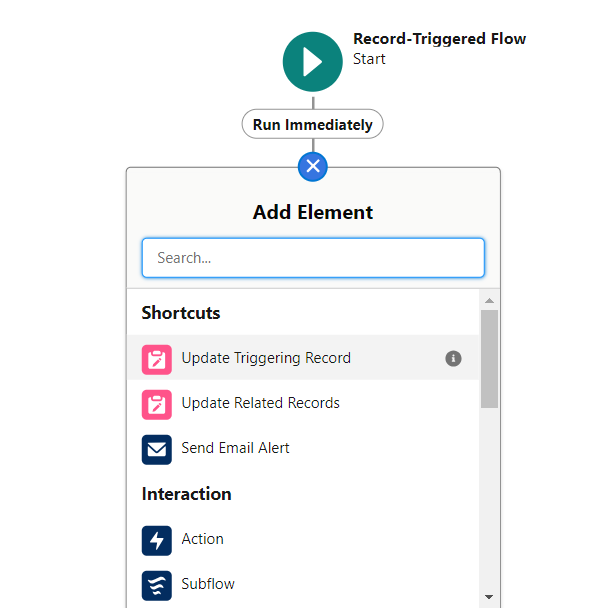 Record-Triggered Flow
Start
Run Immediately
Add Element
Search...
Shortcuts
Update Triggering Record
Update Related Records
Send Email Alert
Interaction
Action
Subflow